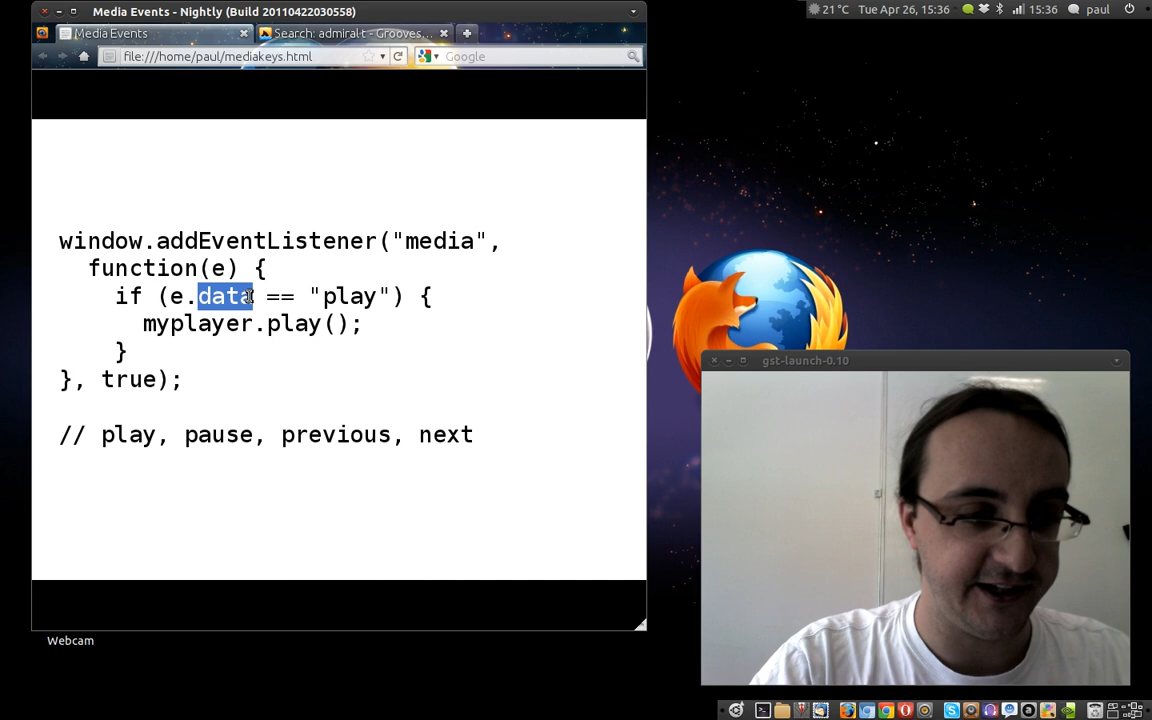 Media Events - Nightly (Build 20110422030558)
21 °C Tue Apr 26, 15:36 15:36 paul
Media Events
Search: admiral t - Grooves...
file:///home/paul/mediakeys.html
Google
window.addEventListener("media",
function(e) {
if (e.data == "play") {
myplayer.play();
}
}, true);
// play, pause, previous, next
gst-launch-0.10
Webcam